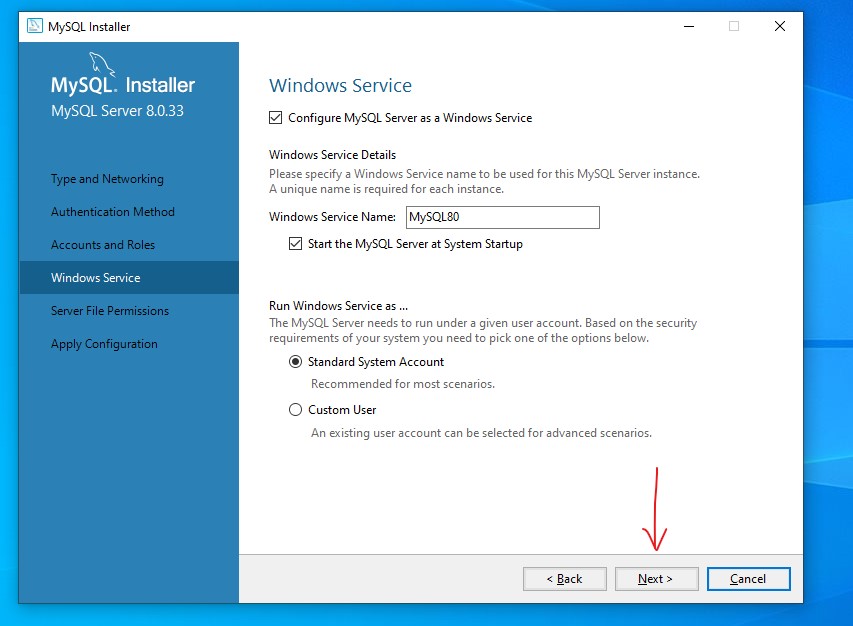 MySQL Installer
MySQL. Installer
MySQL Server 8.0.33
Type and Networking
Authentication Method
Accounts and Roles
Windows Service
Server File Permissions
Apply Configuration
Windows Service
Configure MySQL Server as a Windows Service
Windows Service Details
Please specify a Windows Service name to be used for this MySQL Server instance.
A unique name is required for each instance.
Windows Service Name: MySQL80
Start the MySQL Server at System Startup
Run Windows Service as ...
The MySQL Server needs to run under a given user account. Based on the security
requirements of your system you need to pick one of the options below.
Standard System Account
Recommended for most scenarios.
Custom User
An existing user account can be selected for advanced scenarios.
< Back
Next >
Cancel